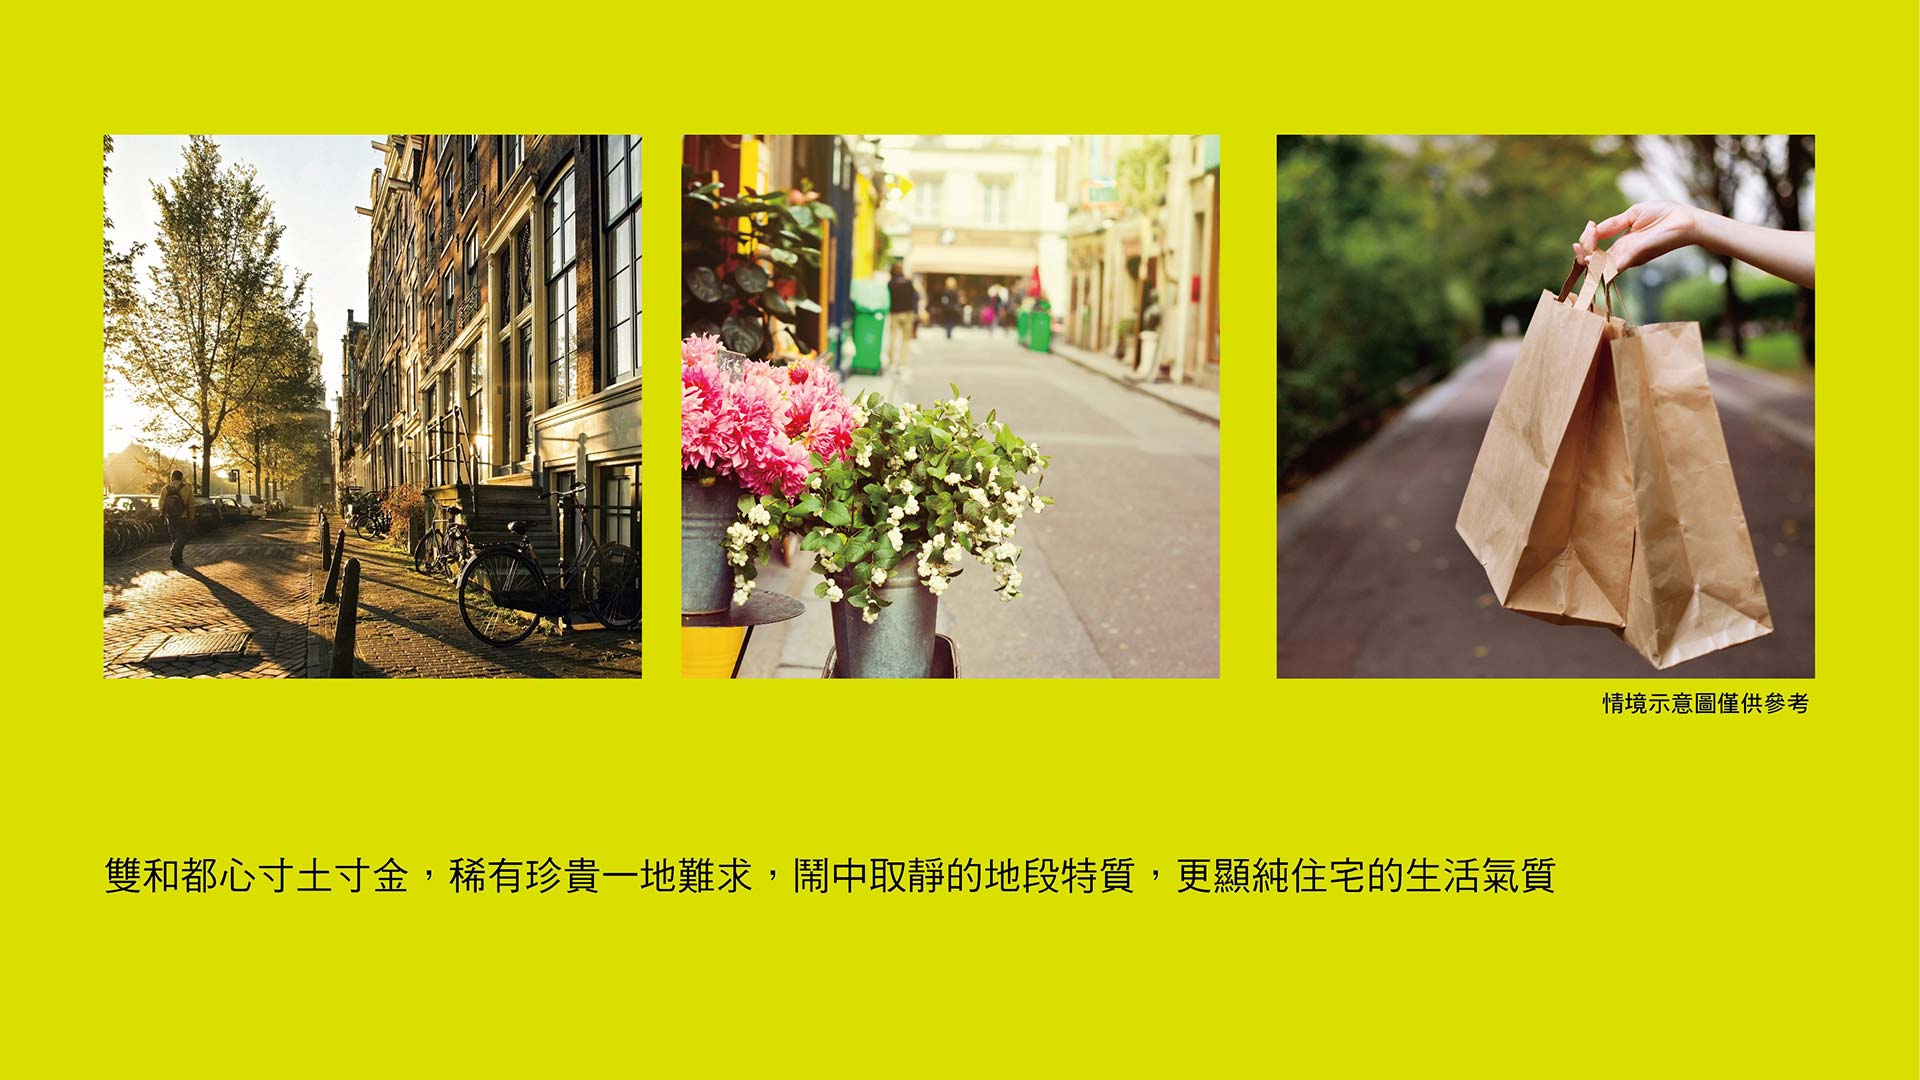 情境示意圖僅供參考
雙和都心寸土寸金，稀有珍貴一地難求，鬧中取靜的地段特質，更顯純住宅的生活氣質